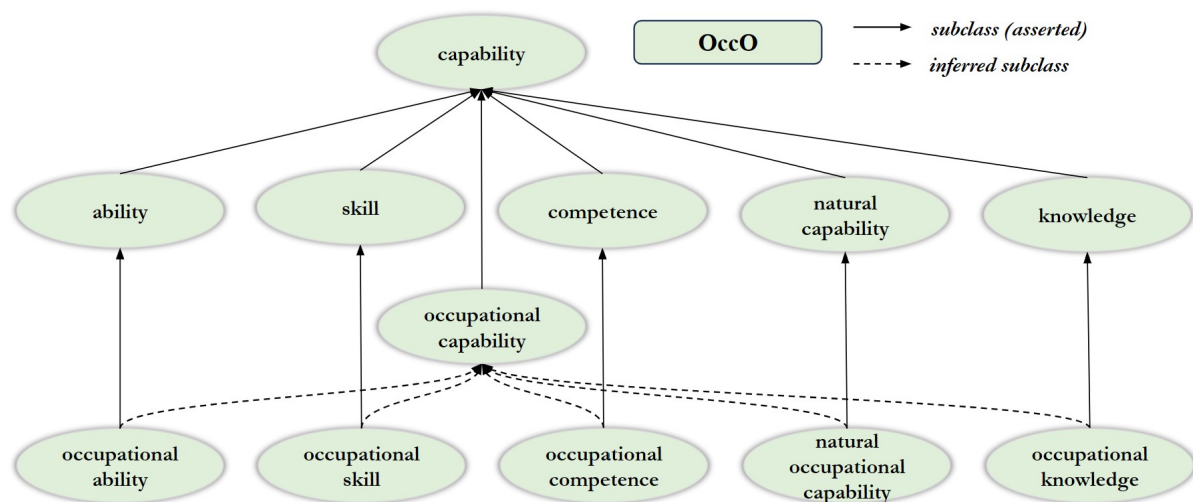 capability
OccO
subclass (asserted)
inferred subclass
ability
skill
competence
natural
capability
knowledge
occupational
capability
occupational
ability
occupational
skill
occupational
competence
natural
occupational
capability
occupational
knowledge